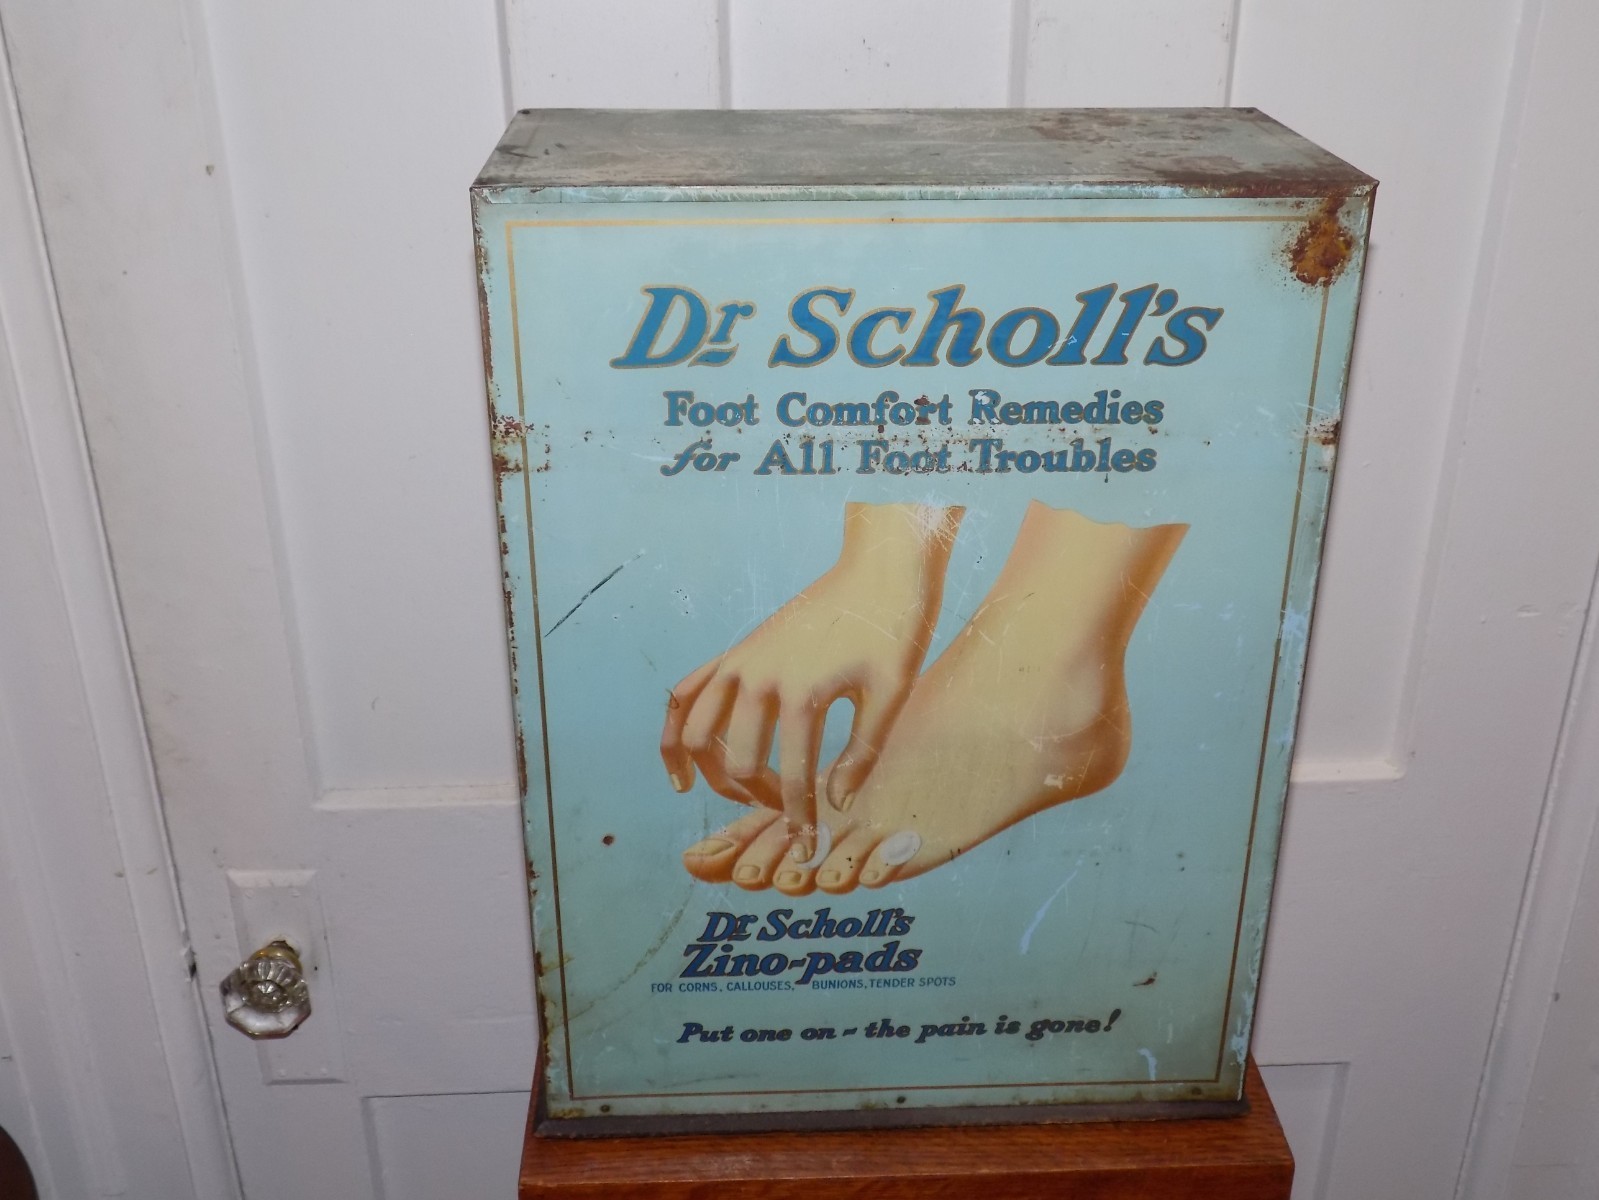 Dr Scholl's
Foot Comfort Remedies
for All Foot Troubles
Dr Scholl's
Zino-pads
FOR CORNS, CALLOUSES, BUNIONS, TENDER SPOTS
Put one on - the pain is gone!